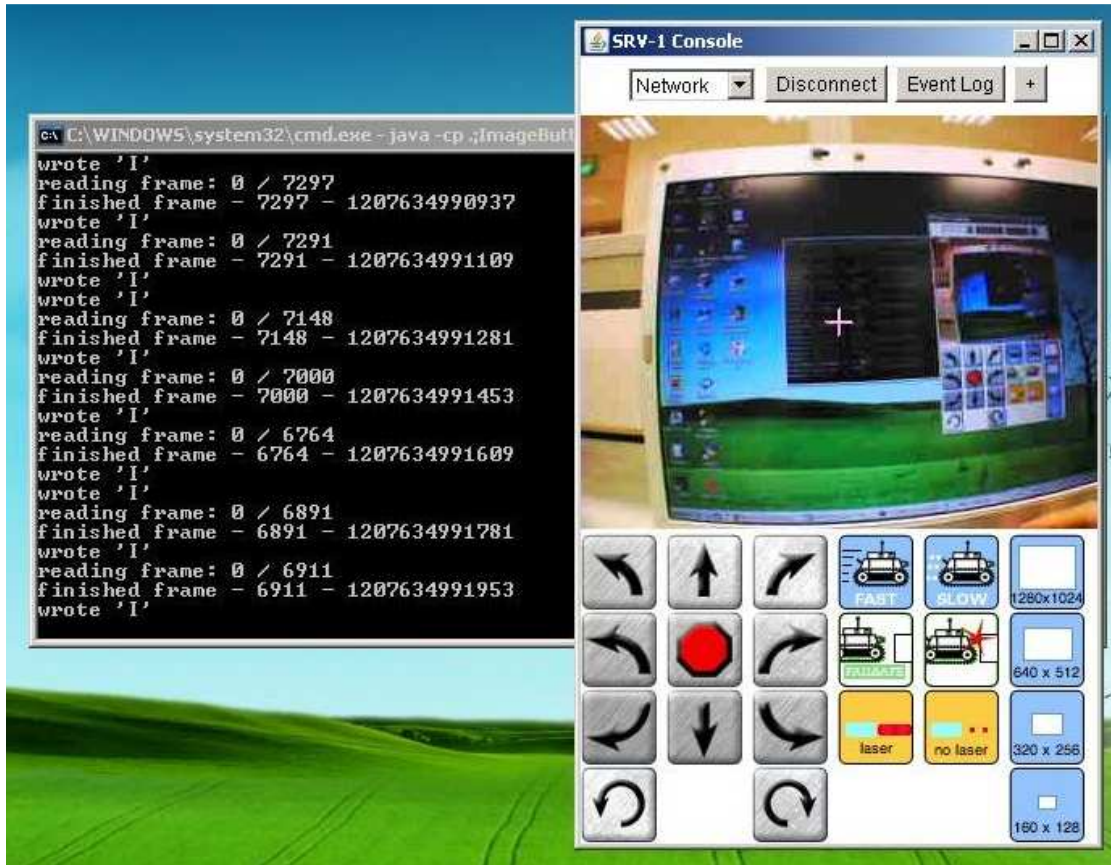 C:\WINDOWS\system32\cmd.exe - java -cp .;ImageButt
wrote 'I'
reading frame: 0 / 7297
finished frame - 7297 - 1207634990937
wrote 'I'
reading frame: 0 / 7291
finished frame - 7291 - 1207634991109
wrote 'I'
wrote 'I'
reading frame: 0 / 7148
finished frame - 7148 - 1207634991281
wrote 'I'
reading frame: 0 / 7000
finished frame - 7000 - 1207634991453
wrote 'I'
reading frame: 0 / 6764
finished frame - 6764 - 1207634991609
wrote 'I'
wrote 'I'
reading frame: 0 / 6891
finished frame - 6891 - 1207634991781
wrote 'I'
reading frame: 0 / 6911
finished frame - 6911 - 1207634991953
wrote 'I'
SRV-1 Console
Network Disconnect Event Log +
FAST SLOW 1280x1024
FAILSAFE 640 x 512
laser no laser 320 x 256
160 x 128